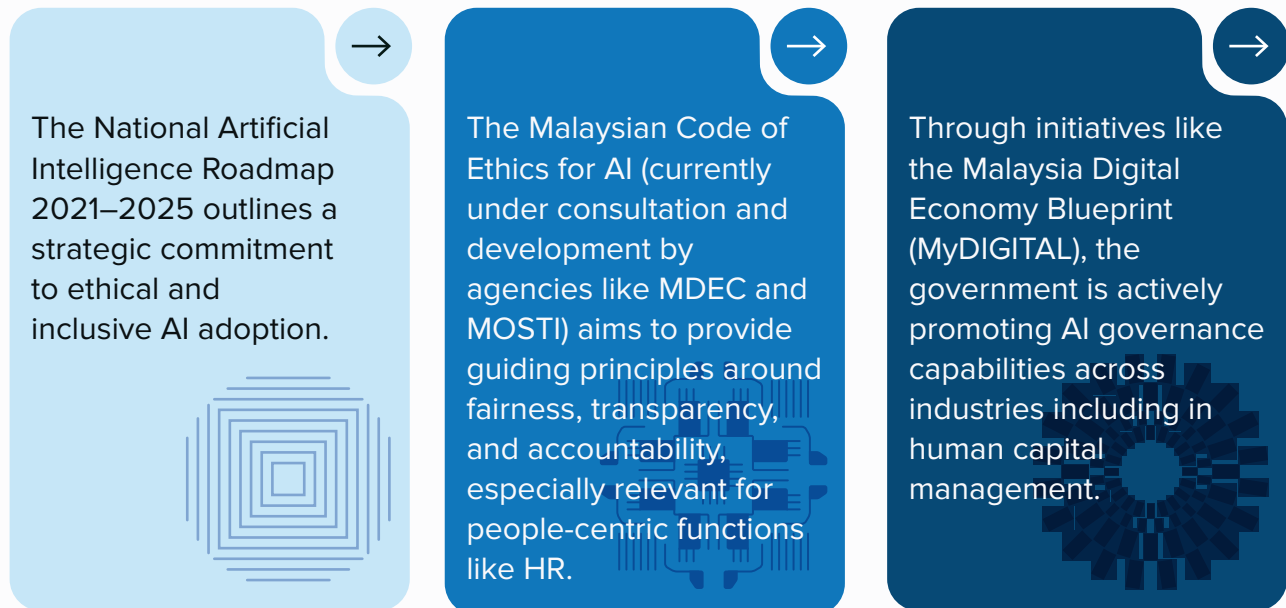 The National Artificial
Intelligence Roadmap
2021–2025 outlines a
strategic commitment
to ethical and
inclusive AI adoption.
The Malaysian Code of
Ethics for AI (currently
under consultation and
development by
agencies like MDEC and
MOSTI) aims to provide
guiding principles around
fairness, transparency,
and accountability,
especially relevant for
people-centric functions
like HR.
Through initiatives like
the Malaysia Digital
Economy Blueprint
(MyDIGITAL), the
government is actively
promoting AI governance
capabilities across
industries including in
human capital
management.